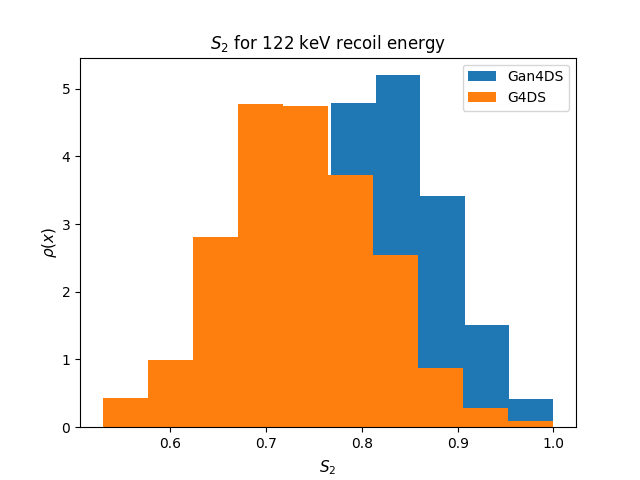 S₂ for 122 keV recoil energy
Gan4DS
G4DS
ρ(x)
5
4
3
2
1
0
0.6 0.7 0.8 0.9 1.0
S₂